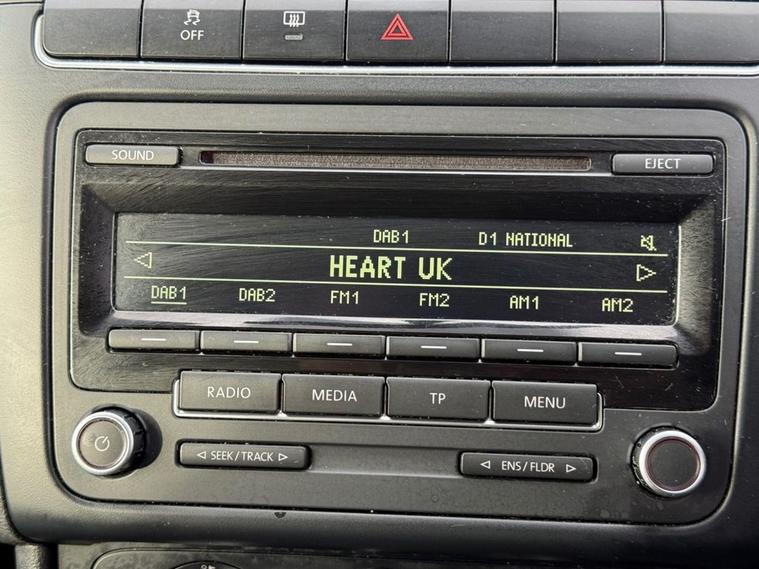 OFF
SOUND
EJECT
DAB1 D1 NATIONAL
HEART UK
DAB1 DAB2 FM1 FM2 AM1 AM2
RADIO MEDIA TP MENU
SEEK / TRACK
ENS / FLDR